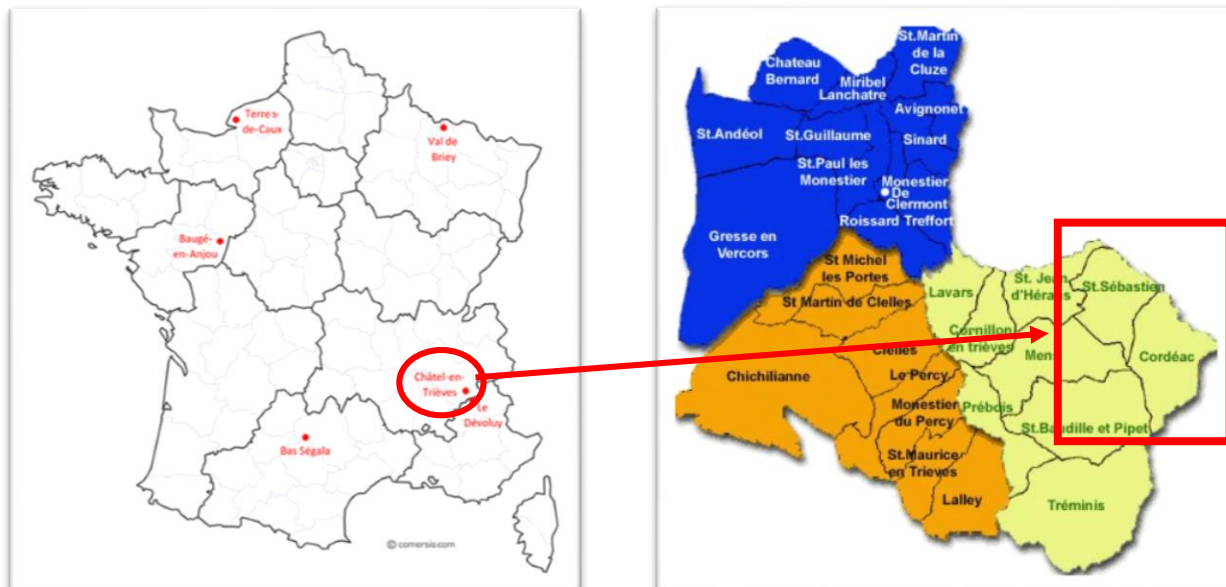 Terres-
de-Caux
Val de
Briey
Baugé-
en-Anjou
Châtel-en-
Trièves
Le
Dévoluy
Bas Ségala
© comersis.com
St.Martin
de la
Cluze
Chateau
Bernard
Miribel
Lanchatre
Avignonet
St.Andéol
St.Guillaume
Sinard
St.Paul les
Monestier
Monestier
De
Clermont
Roissard Treffort
Gresse en
Vercors
St Michel
les Portes
St Martin de Clelles
Lavars
St. Jean
d'Hérans
St.Sébastien
Cornillon
en trièves
Clelles
Mens
Cordéac
Chichilianne
Le Percy
Prébois
Monestier
du Percy
St.Baudille et Pipet
St.Maurice
en Trieves
Lalley
Tréminis